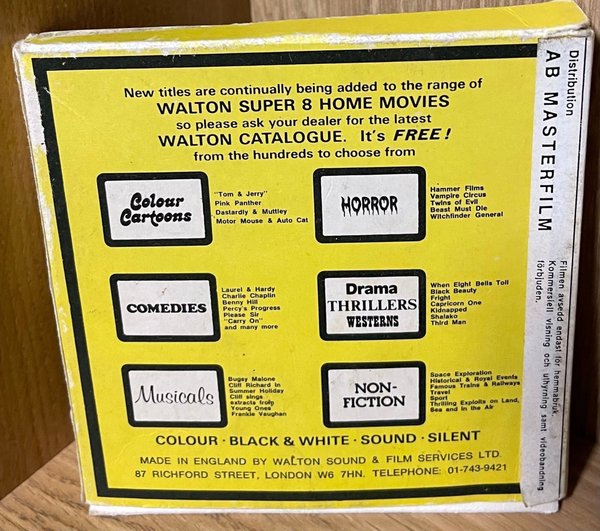 New titles are continually being added to the range of
WALTON SUPER 8 HOME MOVIES
so please ask your dealer for the latest
WALTON CATALOGUE. It's FREE!
from the hundreds to choose from
Colour
Cartoons
"Tom & Jerry"
Pink Panther
Dastardly & Muttley
Motor Mouse & Auto Cat
HORROR
Hammer Films
Vampire Circus
Twins of Evil
Beast Must Die
Witchfinder General
COMEDIES
Laurel & Hardy
Charlie Chaplin
Benny Hill
Percy's Progress
Please Sir
"Carry On"
and many more
Drama
THRILLERS
WESTERNS
When Eight Bells Toll
Black Beauty
Fright
Capricorn One
Kidnapped
Shalako
Third Man
Musicals
Bugsy Malone
Cliff Richard in
Summer Holiday
Cliff sings
extracts from
Young Ones
Frankie Vaughan
NON-
FICTION
Space Exploration
Historical & Royal Events
Famous Trains & Railways
Travel
Sport
Thrilling Exploits on Land,
Sea and in the Air
COLOUR · BLACK & WHITE · SOUND · SILENT
MADE IN ENGLAND BY WALTON SOUND & FILM SERVICES LTD.
87 RICHFORD STREET, LONDON W6 7HN. TELEPHONE: 01-743-9421
Distribution
AB MASTERFILM
Filmen avsedd endast för hemmabruk.
Kommersiell visning och uthyrning samt videobandning
förbjuden.